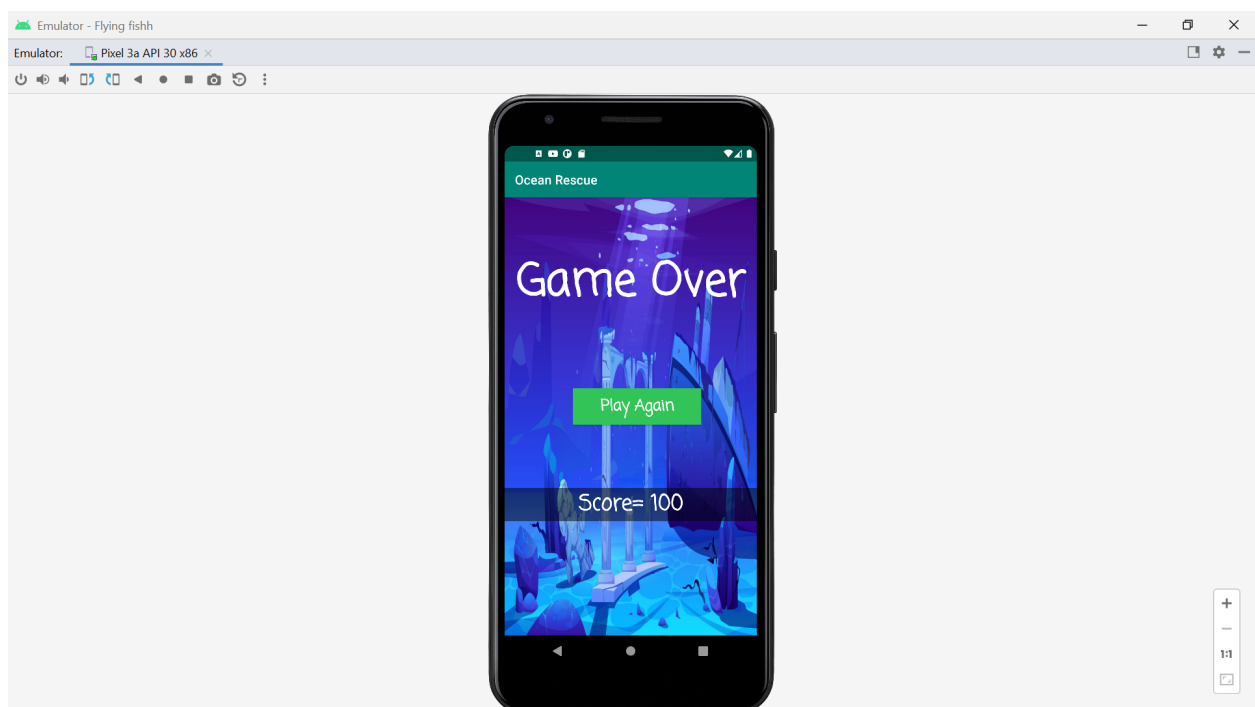 Emulator - Flying fishh
Emulator: Pixel 3a API 30 x86
Ocean Rescue
Game Over
Play Again
Score= 100
1:1